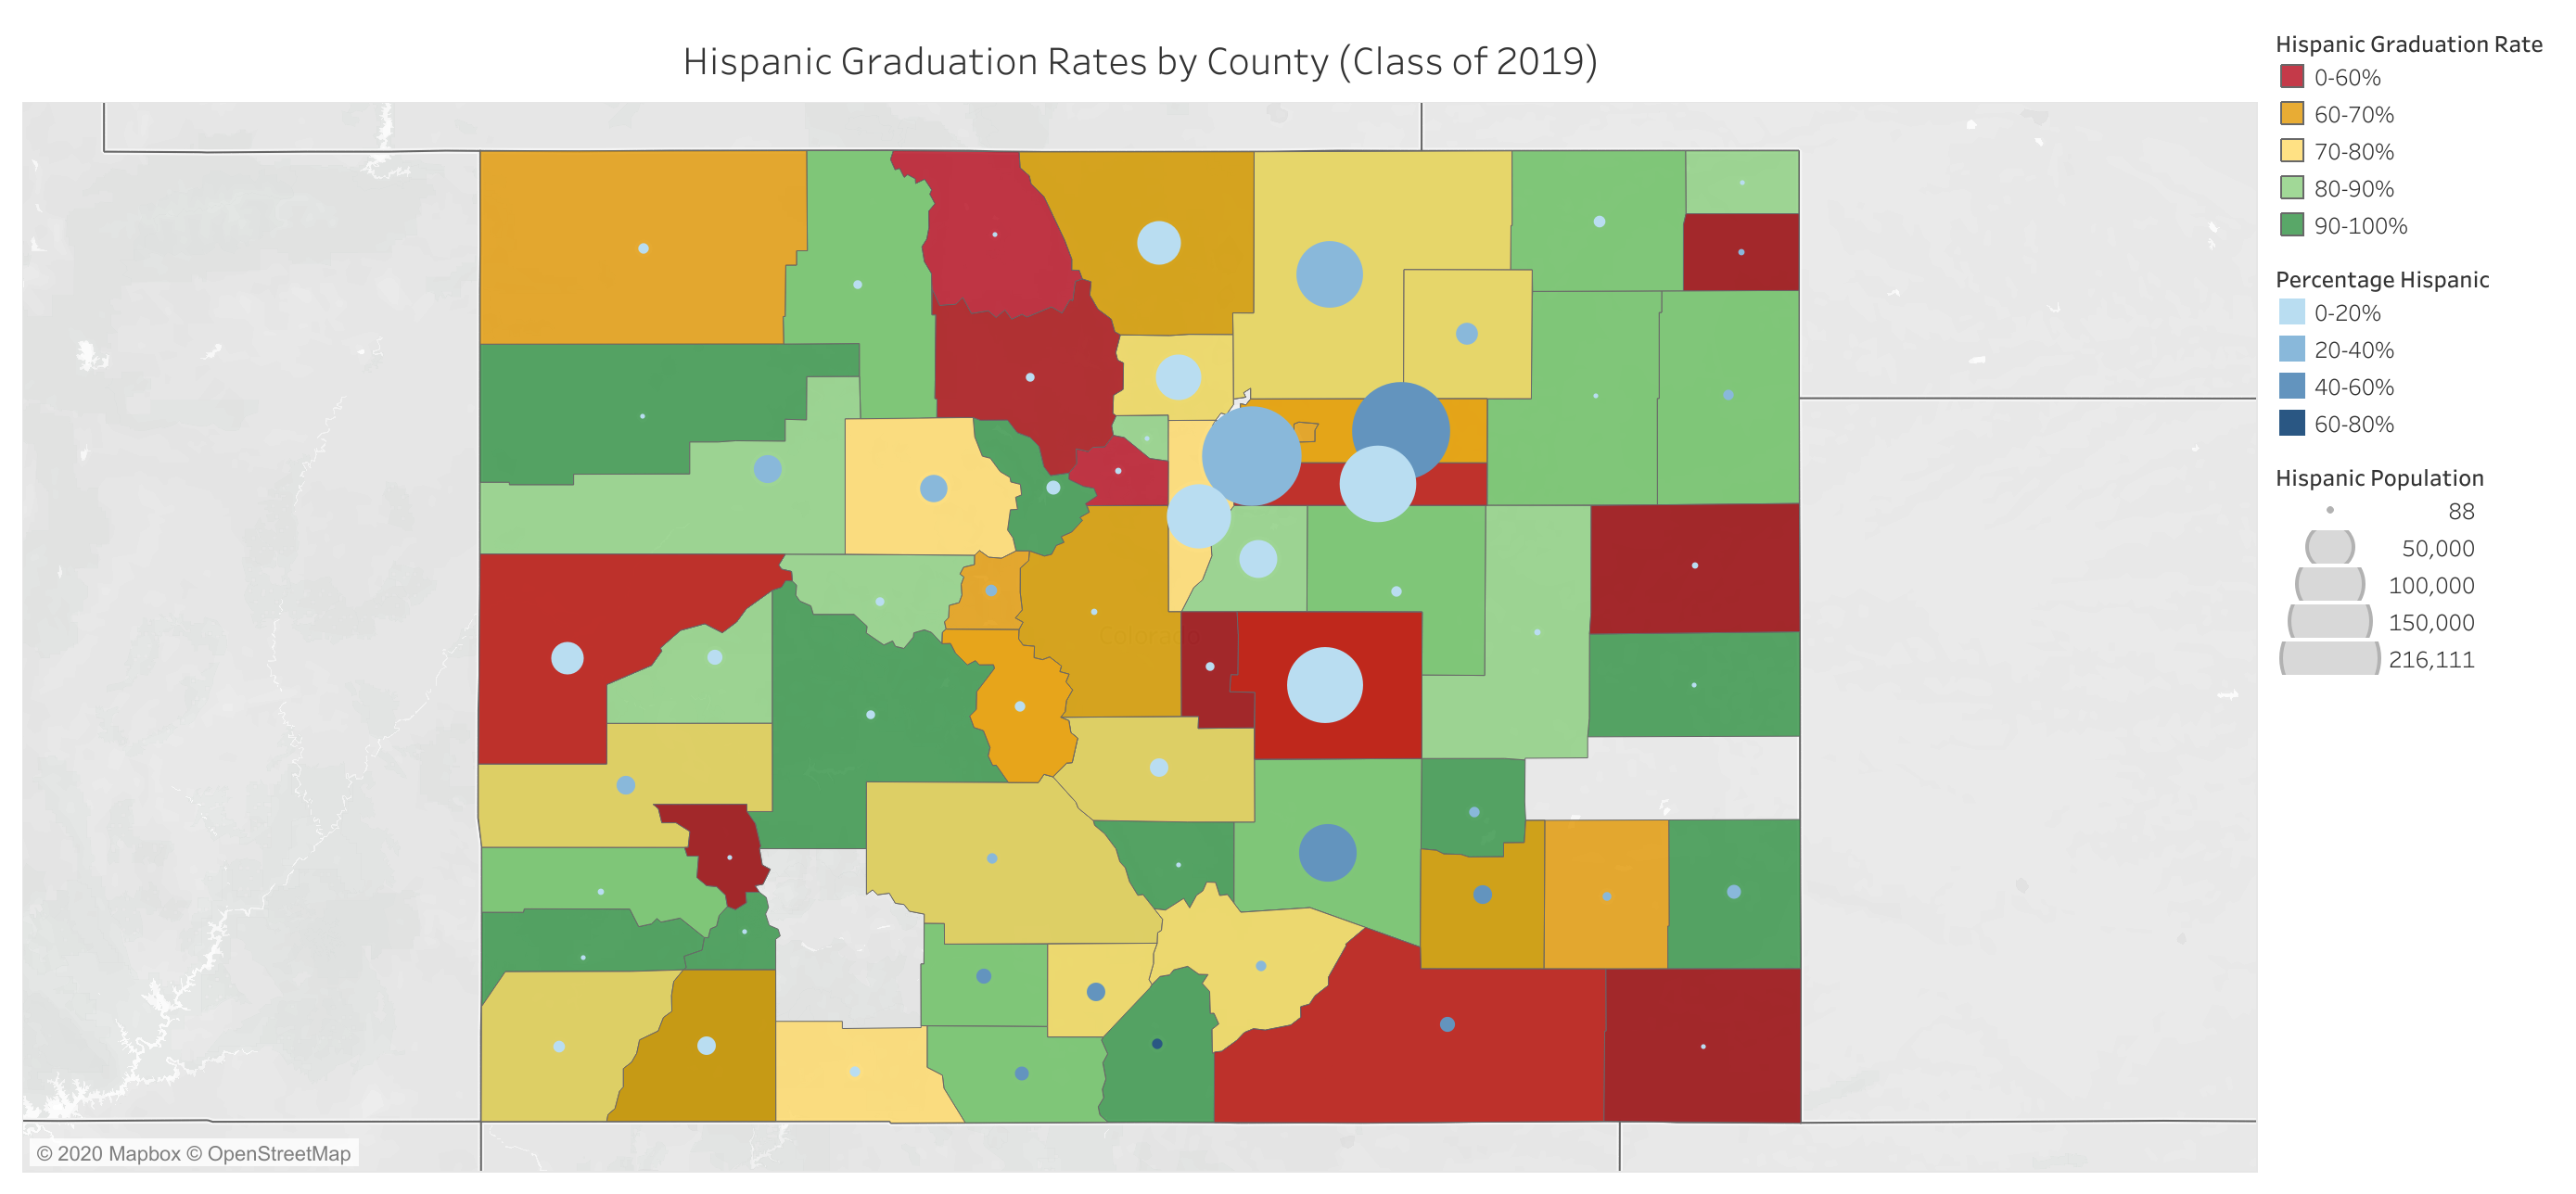 Hispanic Graduation Rates by County (Class of 2019)
Hispanic Graduation Rate
0-60%
60-70%
70-80%
80-90%
90-100%
Percentage Hispanic
0-20%
20-40%
40-60%
60-80%
Hispanic Population
88
50,000
100,000
150,000
216,111
Colorado
© 2020 Mapbox © OpenStreetMap